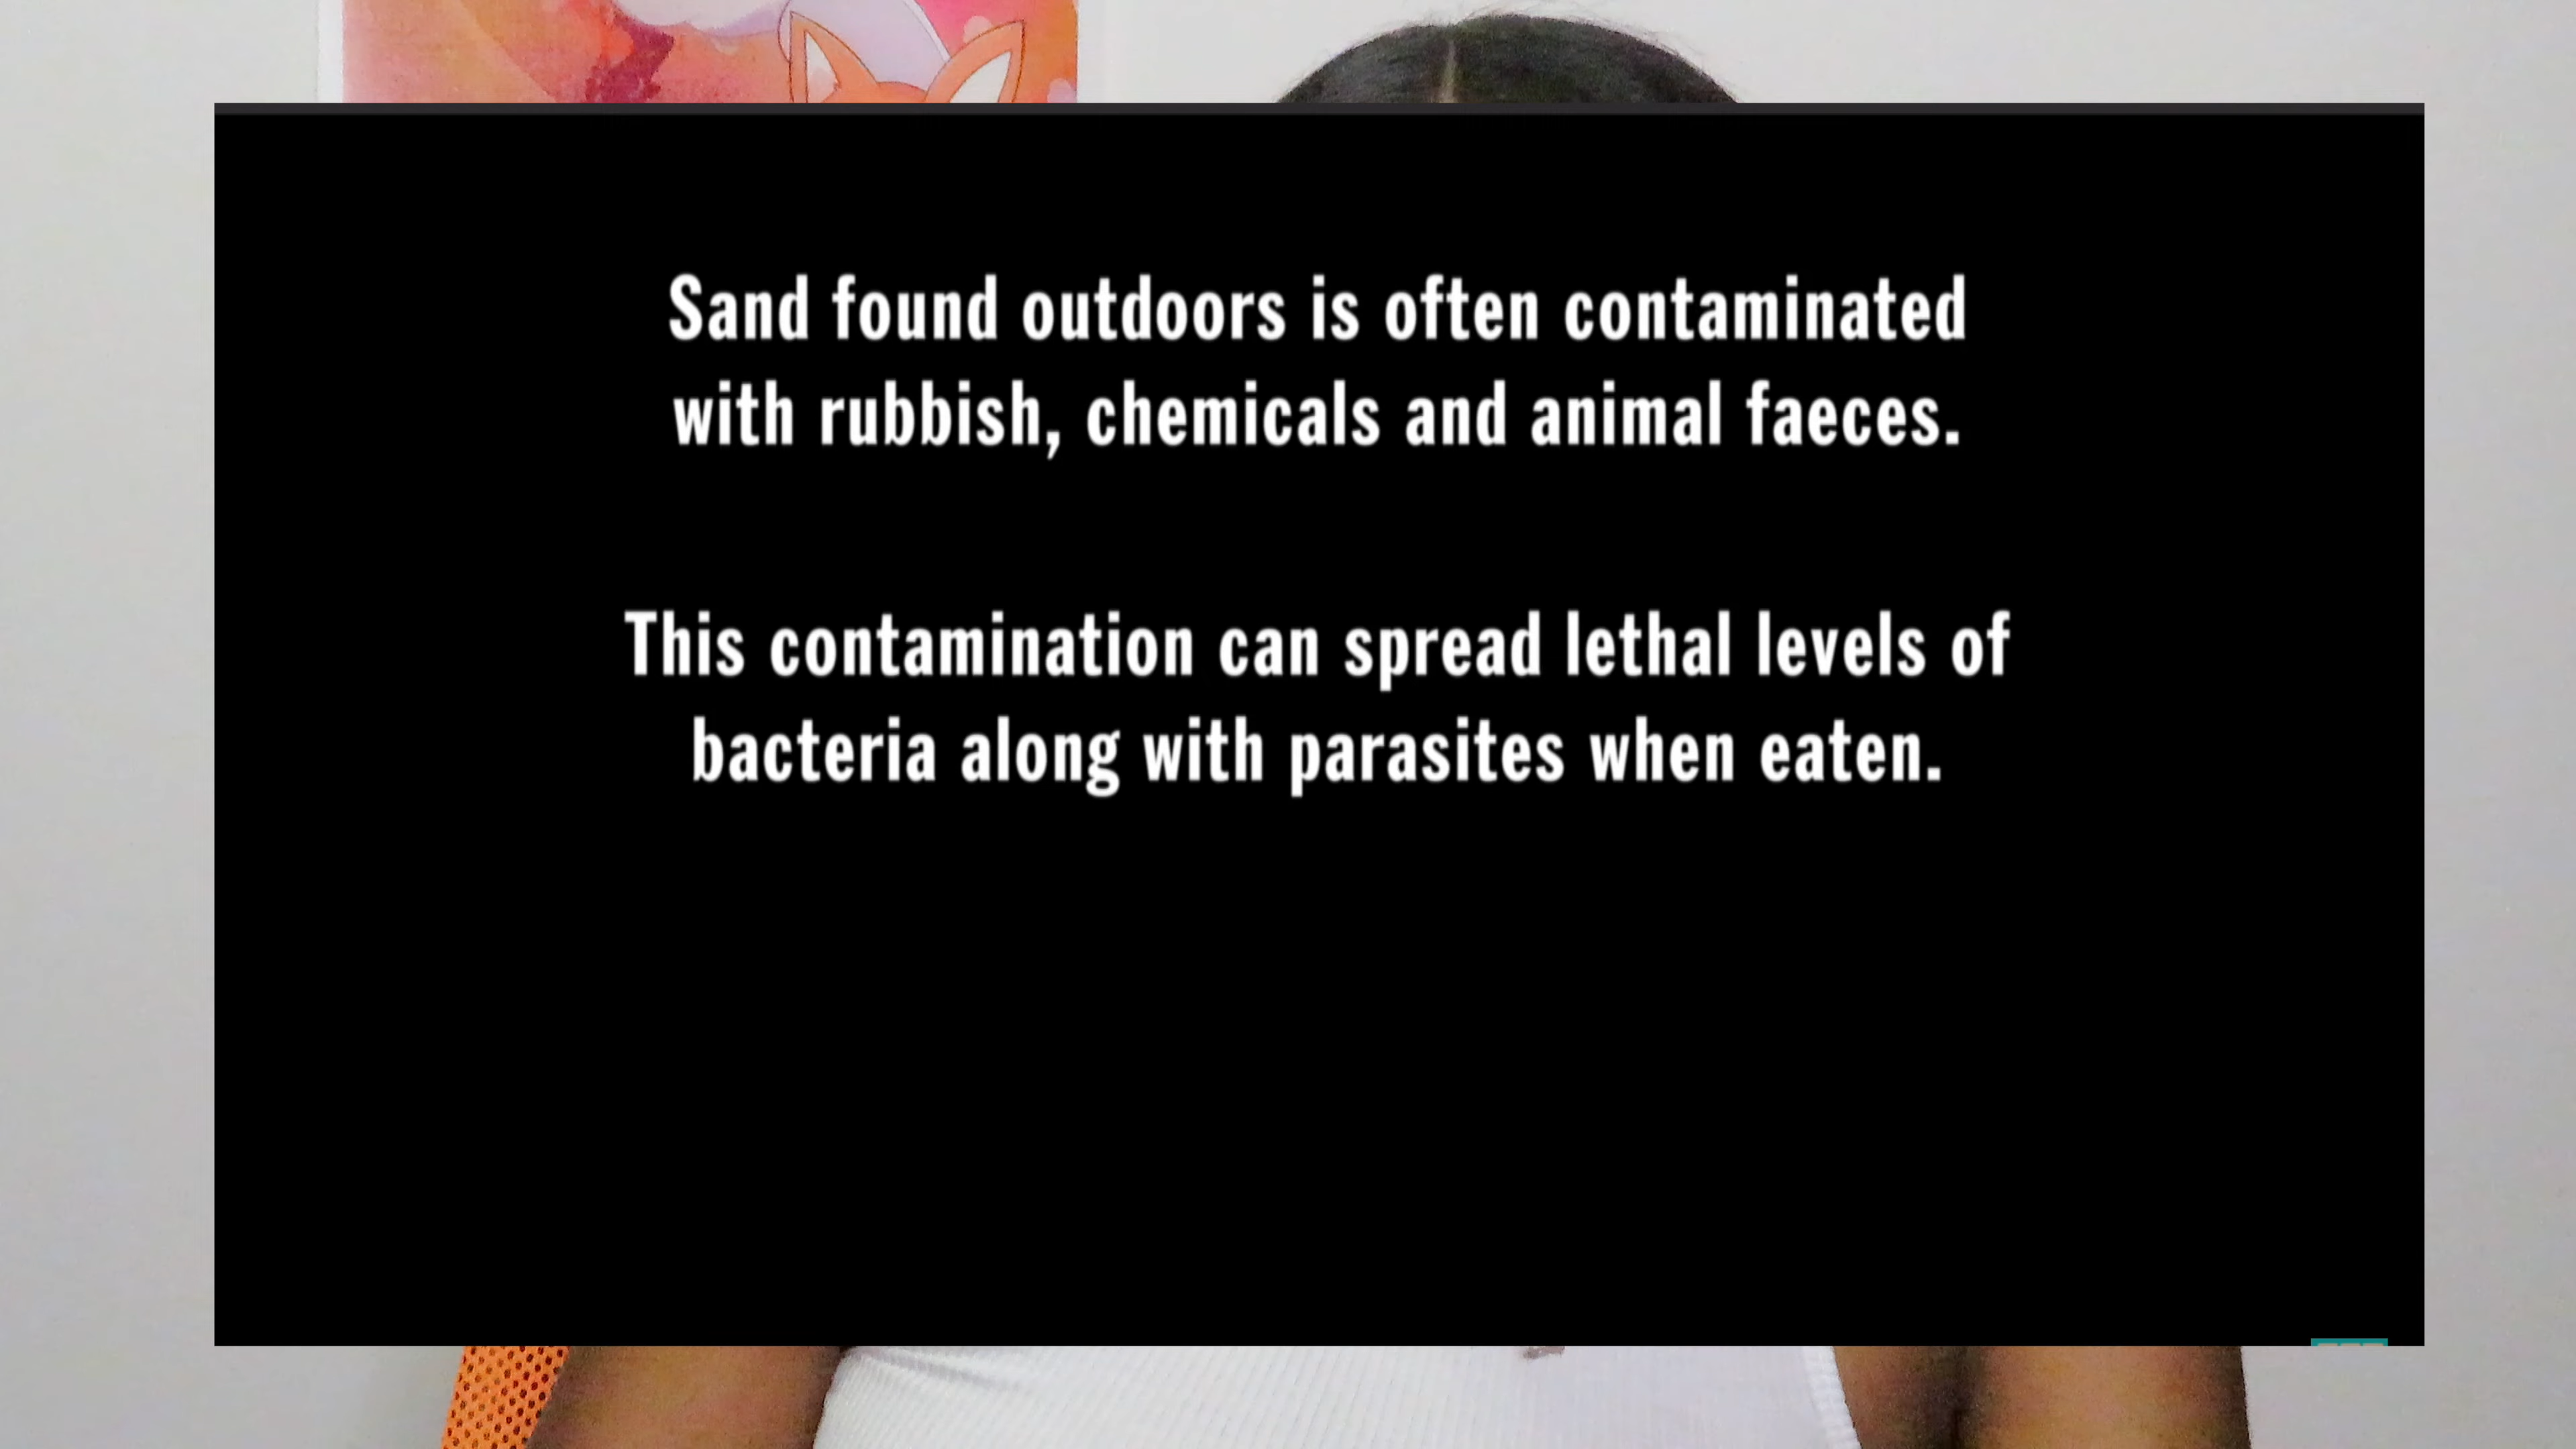 Sand found outdoors is often contaminated
with rubbish, chemicals and animal faeces.
This contamination can spread lethal levels of
bacteria along with parasites when eaten.